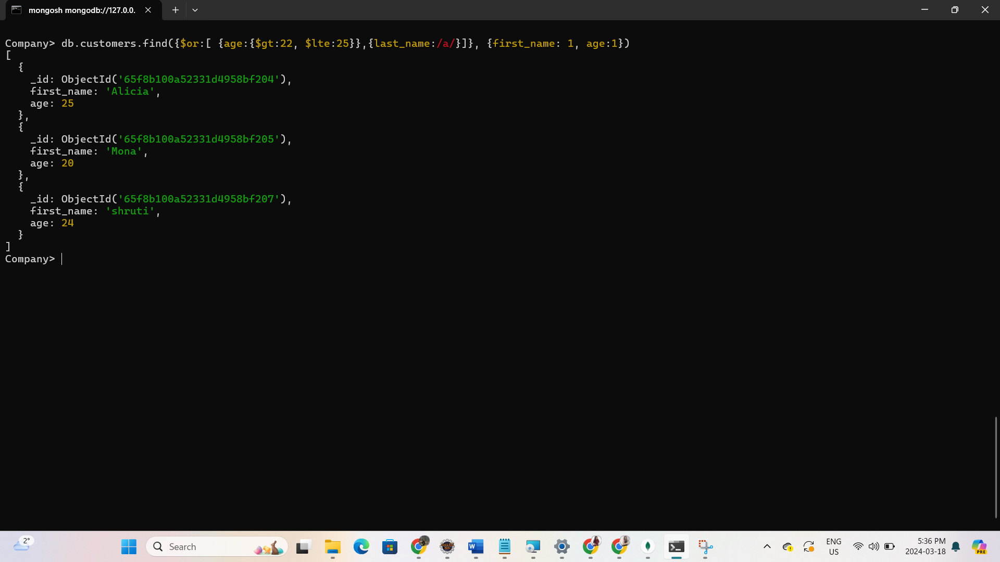 mongosh mongodb://127.0.0.
Company> db.customers.find({$or:[ {age:{$gt:22, $lte:25}},{last_name:/a/}]}, {first_name: 1, age:1})
[
  {
    _id: ObjectId('65f8b100a52331d4958bf204'),
    first_name: 'Alicia',
    age: 25
  },
  {
    _id: ObjectId('65f8b100a52331d4958bf205'),
    first_name: 'Mona',
    age: 20
  },
  {
    _id: ObjectId('65f8b100a52331d4958bf207'),
    first_name: 'shruti',
    age: 24
  }
]
Company>
2°
Search
W
ENG
US
5:36 PM
2024-03-18
PRE